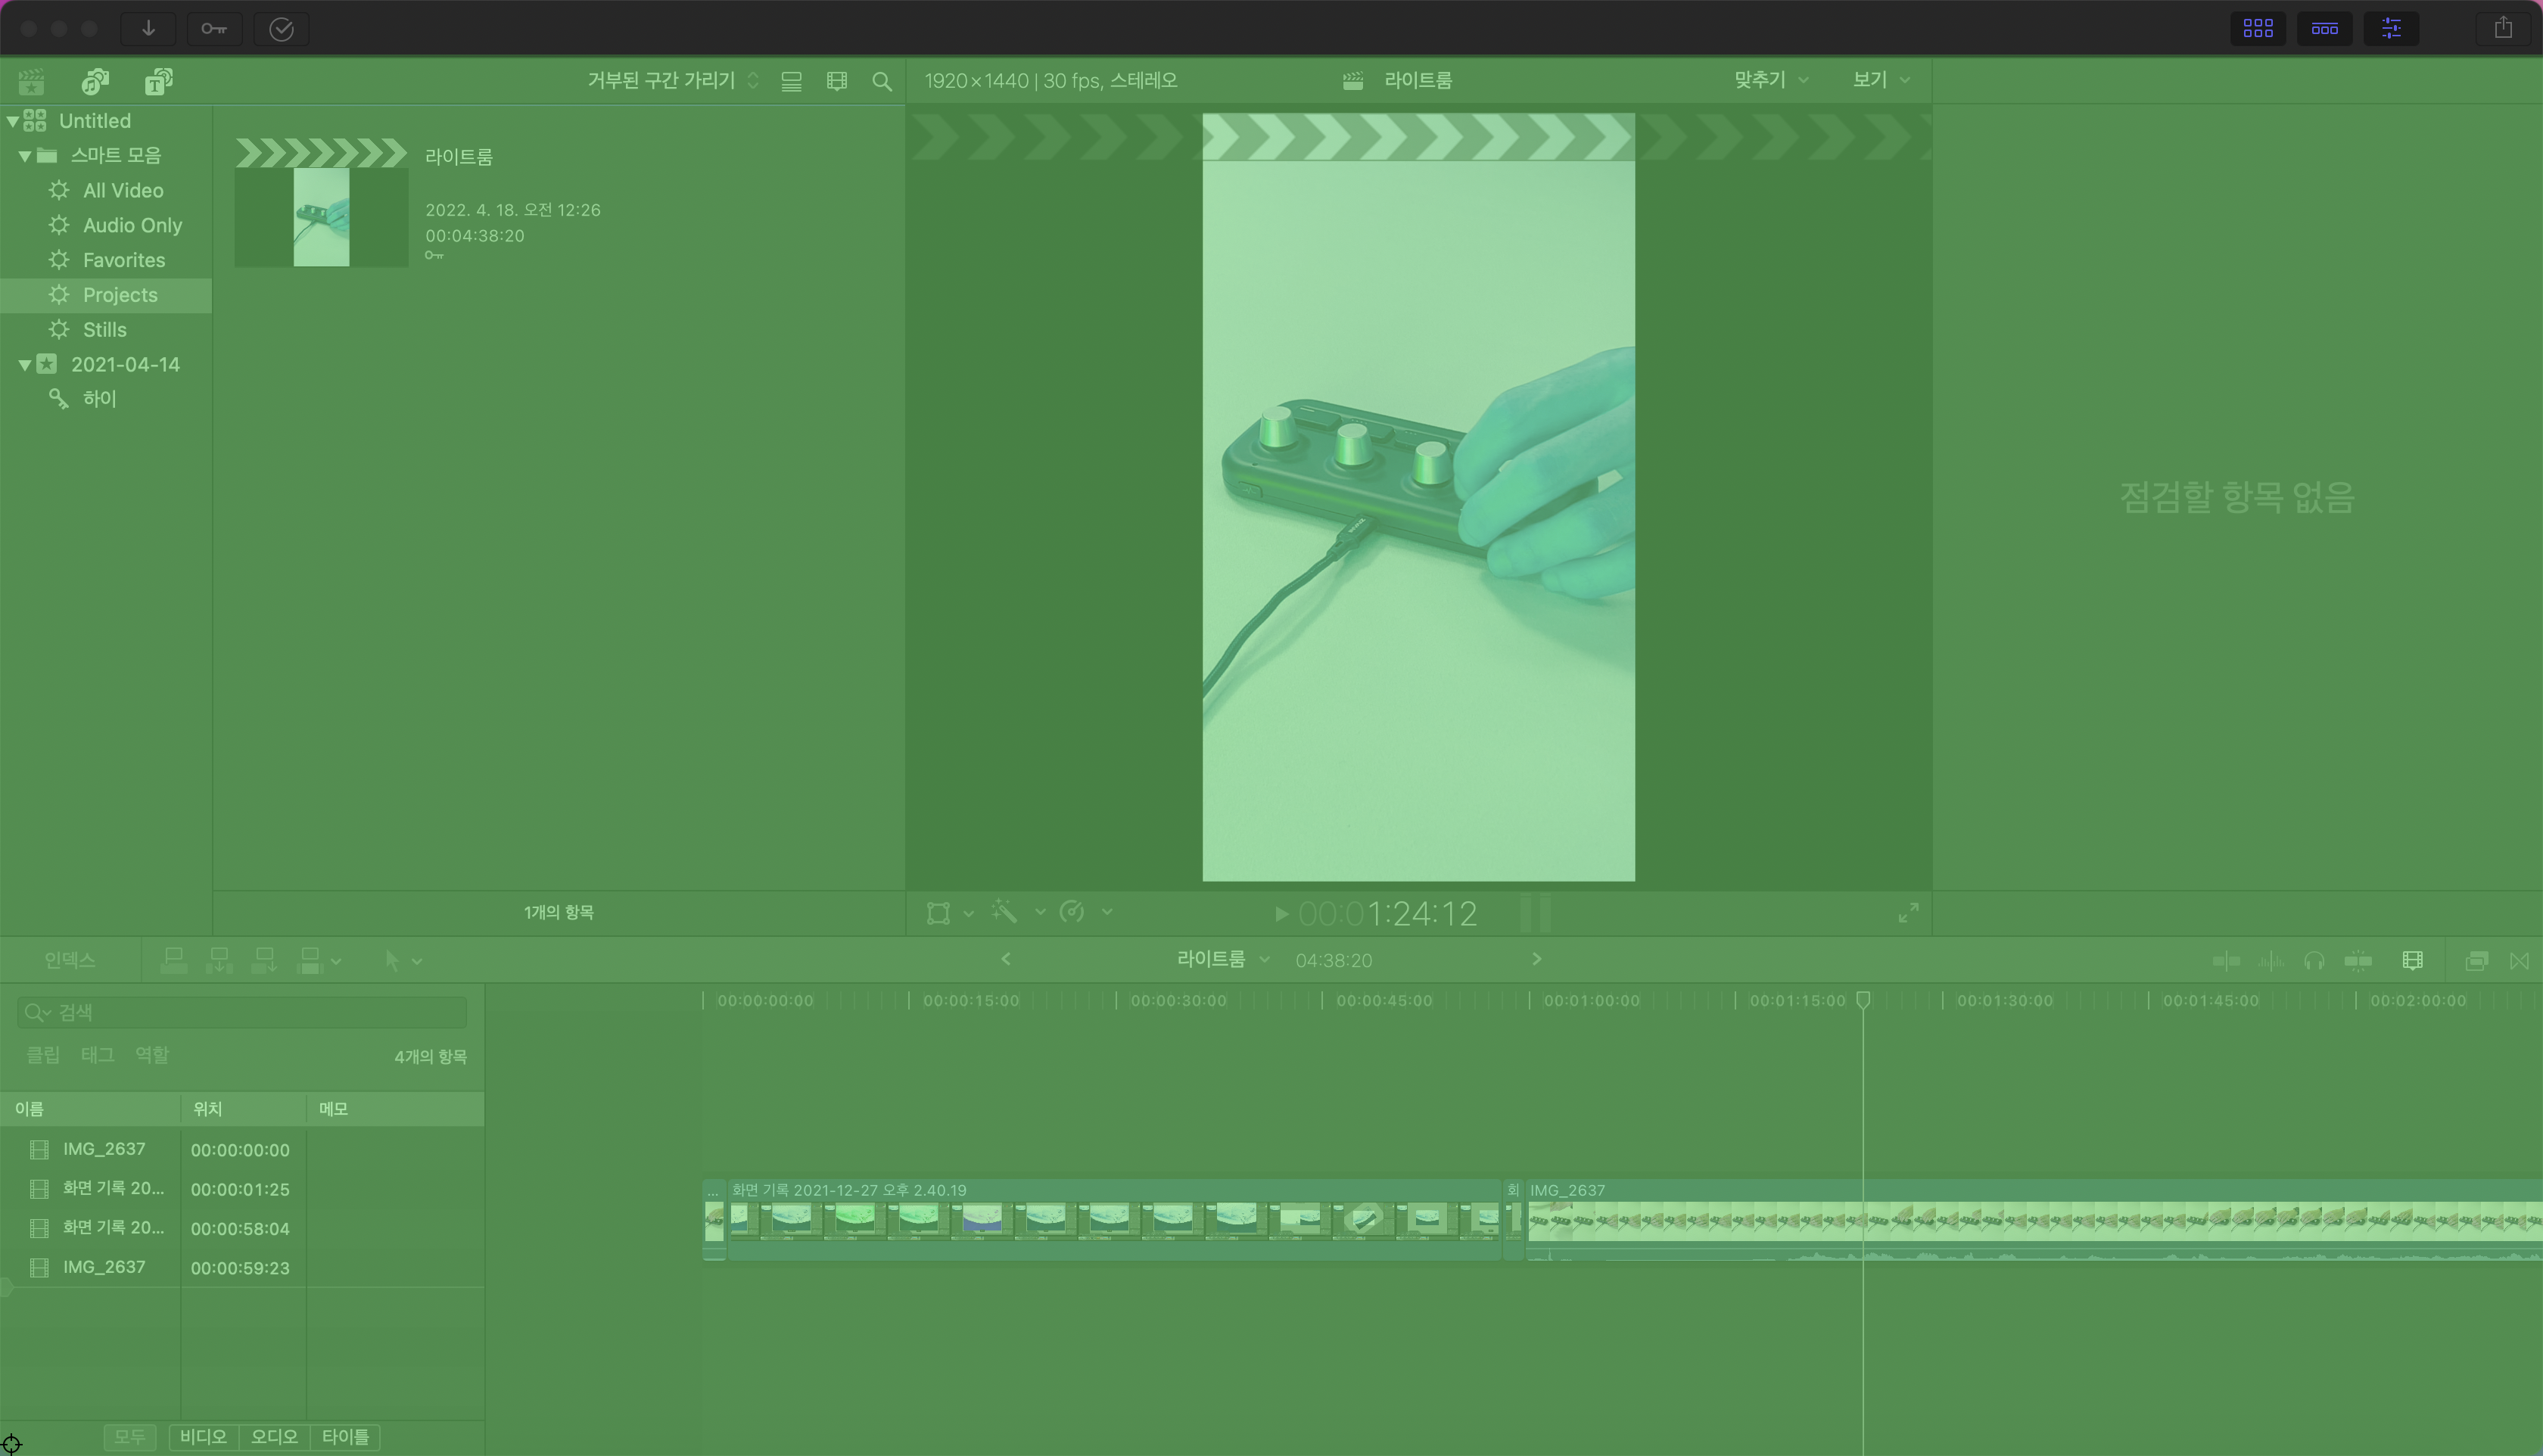 거부된 구간 가리기
1920×1440 | 30 fps, 스테레오
라이트룸
맞추기
보기
Untitled
스마트 모음
All Video
Audio Only
Favorites
Projects
Stills
2021-04-14
하이
라이트룸
2022. 4. 18. 오전 12:26
00:04:38:20
점검할 항목 없음
1개의 항목
00:01:24:12
인덱스
라이트룸
04:38:20
검색
클립 태그 역할
4개의 항목
이름 위치 메모
IMG_2637 00:00:00:00
화면 기록 20... 00:00:01:25
화면 기록 20... 00:00:58:04
IMG_2637 00:00:59:23
모두 비디오 오디오 타이틀
00:00:00:00 00:00:15:00 00:00:30:00 00:00:45:00 00:01:00:00 00:01:15:00 00:01:30:00 00:01:45:00 00:02:00:00
... 화면 기록 2021-12-27 오후 2.40.19 회 IMG_2637